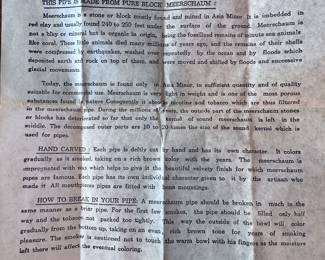 THIS PIPE IS MADE FROM PURE BLOCK MEERSCHAUM :
Meerschaum is a stone or block mostly found and suited in Asia Minor. It is imbedded in
red clay and usually found 240 to 250 feet under the surface of the ground. Meerschaum is
not a bliky or mineral but is organic in origin, being the fossilized remains of minute sea animals
like coral. These little animals died many millions of years ago, and the remains of their shells
were compressed by earthquakes, washed over repeatedly, by the ocean and by floods which
deposited earth and rock on top of them, and were moved and shifted by floods and successive
glacial movement.
Today, the meerschaum is found only in Asia Minor, in sufficient quantity and of quality
suitable for commercial use. Meerschaum is very light in weight and is one of the most porous
substances found in nature Consequently it absorbs nicotine and tobacco which is thus filtered
in the meerschaum pipe. During the millions of years, the outside part of the meerschaum stones
or blocks has deteriorated so far that only the kernel of sound meerschaum is left in the
middle. The decomposed outer parts are 10 to 20 times the size of the sound kernel which is
used for pipes.
HAND CARVED : Each pipe is deftly cut by hand and has its own character. It colors
gradually as it smoked, taking on a rich brown color with the years. The meerschaum is
impregnated with wax which helps to give it the beautiful velvety finish for which meerschaum
pipes are famous. Each pipe has its own individual character given to it by the artisan who
made it All mouthpieces pipes are fitted with bone mountings.
HOW TO BREAK IN YOUR PIPE: A meerschaum pipe should be broken in much is the
same manner as a briar pipe. For the first few smokes, the pipe should be filled only half
way and the tobacco not packed too tightly. This way the outside of the bowl will color
gradually from the bottom up, taking on an even, rich brown tone for years of smoking
pleasure. The smoker is cautioned not to touch the warm bowl with his fingers as the moisture
left there will affect the eventual coloring.